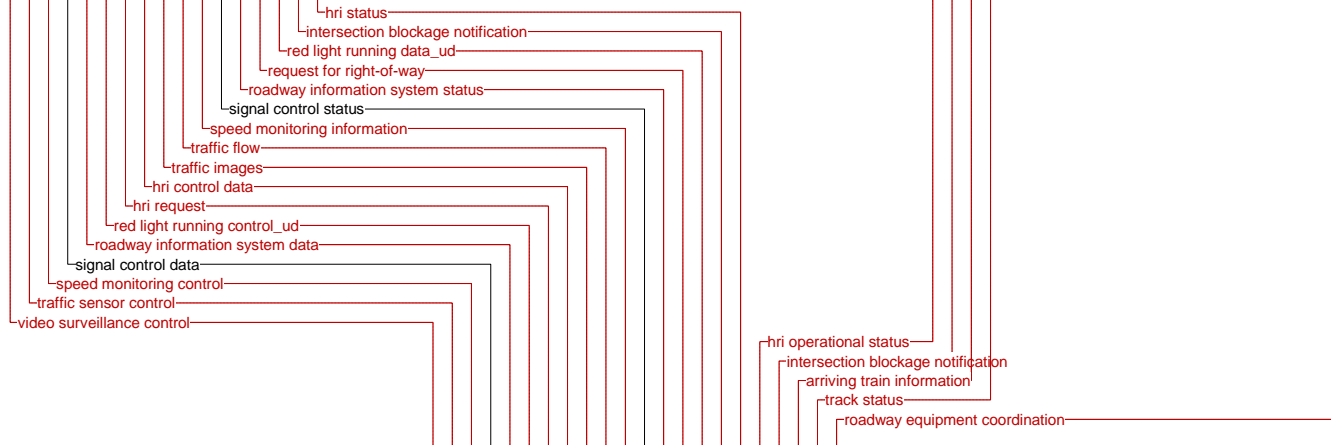 hri status
intersection blockage notification
red light running data_ud
request for right-of-way
roadway information system status
signal control status
speed monitoring information
traffic flow
traffic images
hri control data
hri request
red light running control_ud
roadway information system data
signal control data
speed monitoring control
traffic sensor control
video surveillance control
hri operational status
intersection blockage notification
arriving train information
track status
roadway equipment coordination